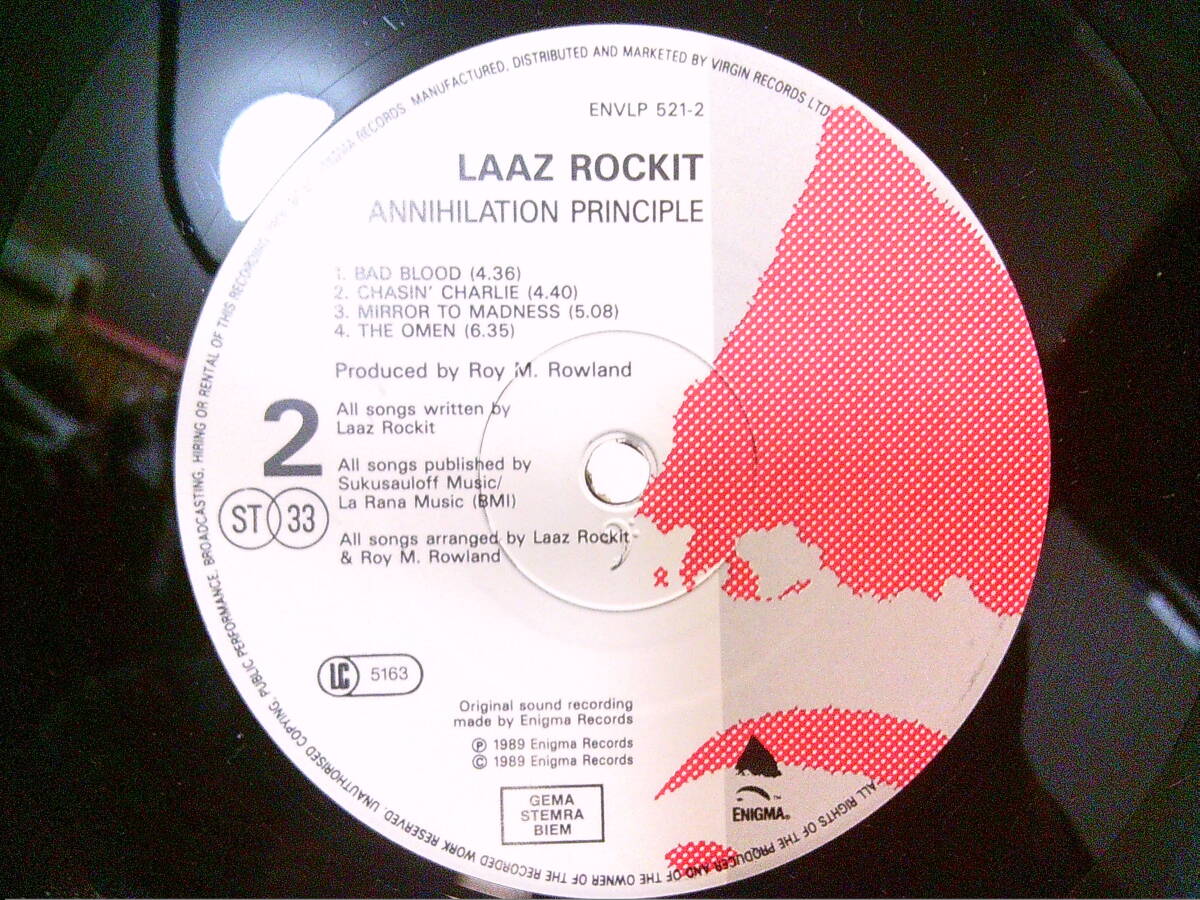 ENVLP 521-2
LAAZ ROCKIT
ANNIHILATION PRINCIPLE
1. BAD BLOOD (4.36)
2. CHASIN' CHARLIE (4.40)
3. MIRROR TO MADNESS (5.08)
4. THE OMEN (6.35)
Produced by Roy M. Rowland
2
All songs written by
Laaz Rockit
All songs published by
Sukusauloff Music/
La Rana Music (BMI)
ST 33
All songs arranged by Laaz Rockit
& Roy M. Rowland
LC 5163
Original sound recording
made by Enigma Records
Ⓟ 1989 Enigma Records
© 1989 Enigma Records
GEMA
STEMRA
BIEM
ENIGMA®
™
ALL RIGHTS OF THE PRODUCER AND OF THE OWNER OF THE RECORDED WORK RESERVED. UNAUTHORISED COPYING, PUBLIC PERFORMANCE, BROADCASTING, HIRING OR RENTAL OF THIS RECORDING RECORDS. MANUFACTURED, DISTRIBUTED AND MARKETED BY VIRGIN RECORDS LTD